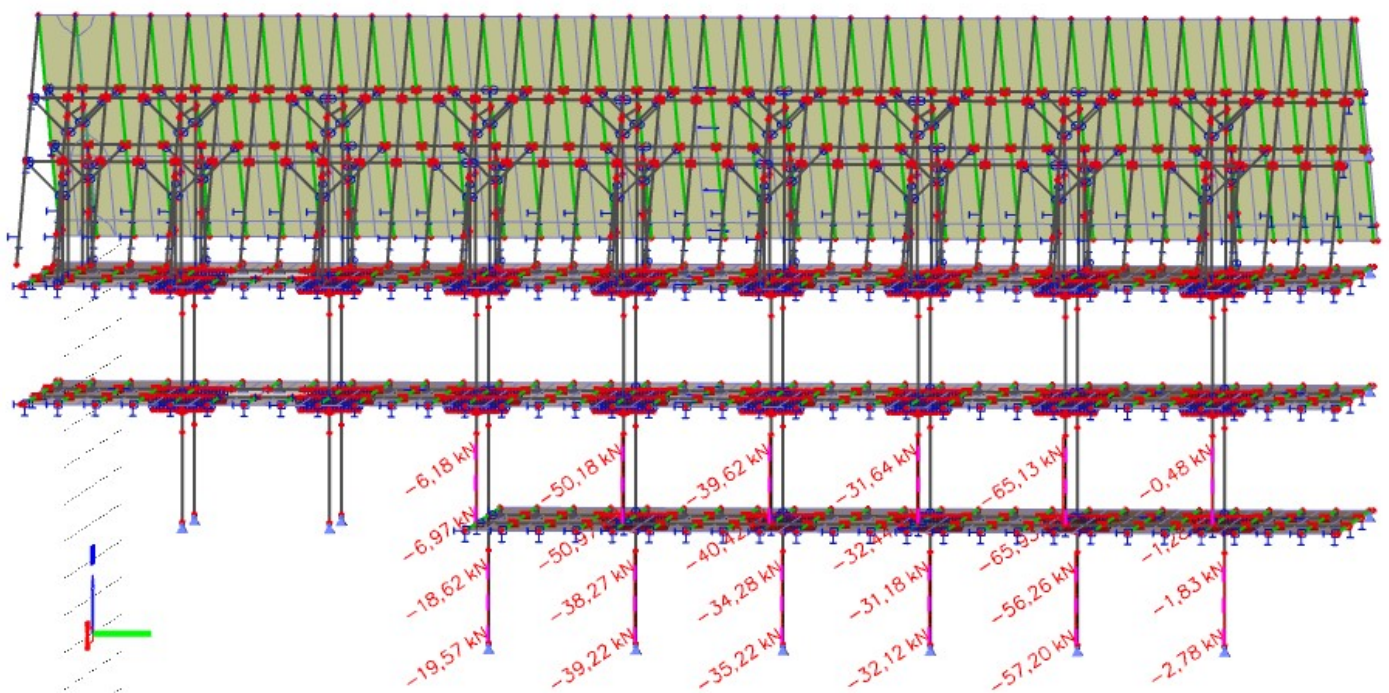 -6,18 kN
-50,18 kN
-39,62 kN
-31,64 kN
-65,13 kN
-0,48 kN
-6,97 kN
-18,62 kN
-38,27 kN
-34,28 kN
-31,18 kN
-56,26 kN
-1,83 kN
-19,57 kN
-39,22 kN
-35,22 kN
-32,12 kN
-57,20 kN
-2,78 kN